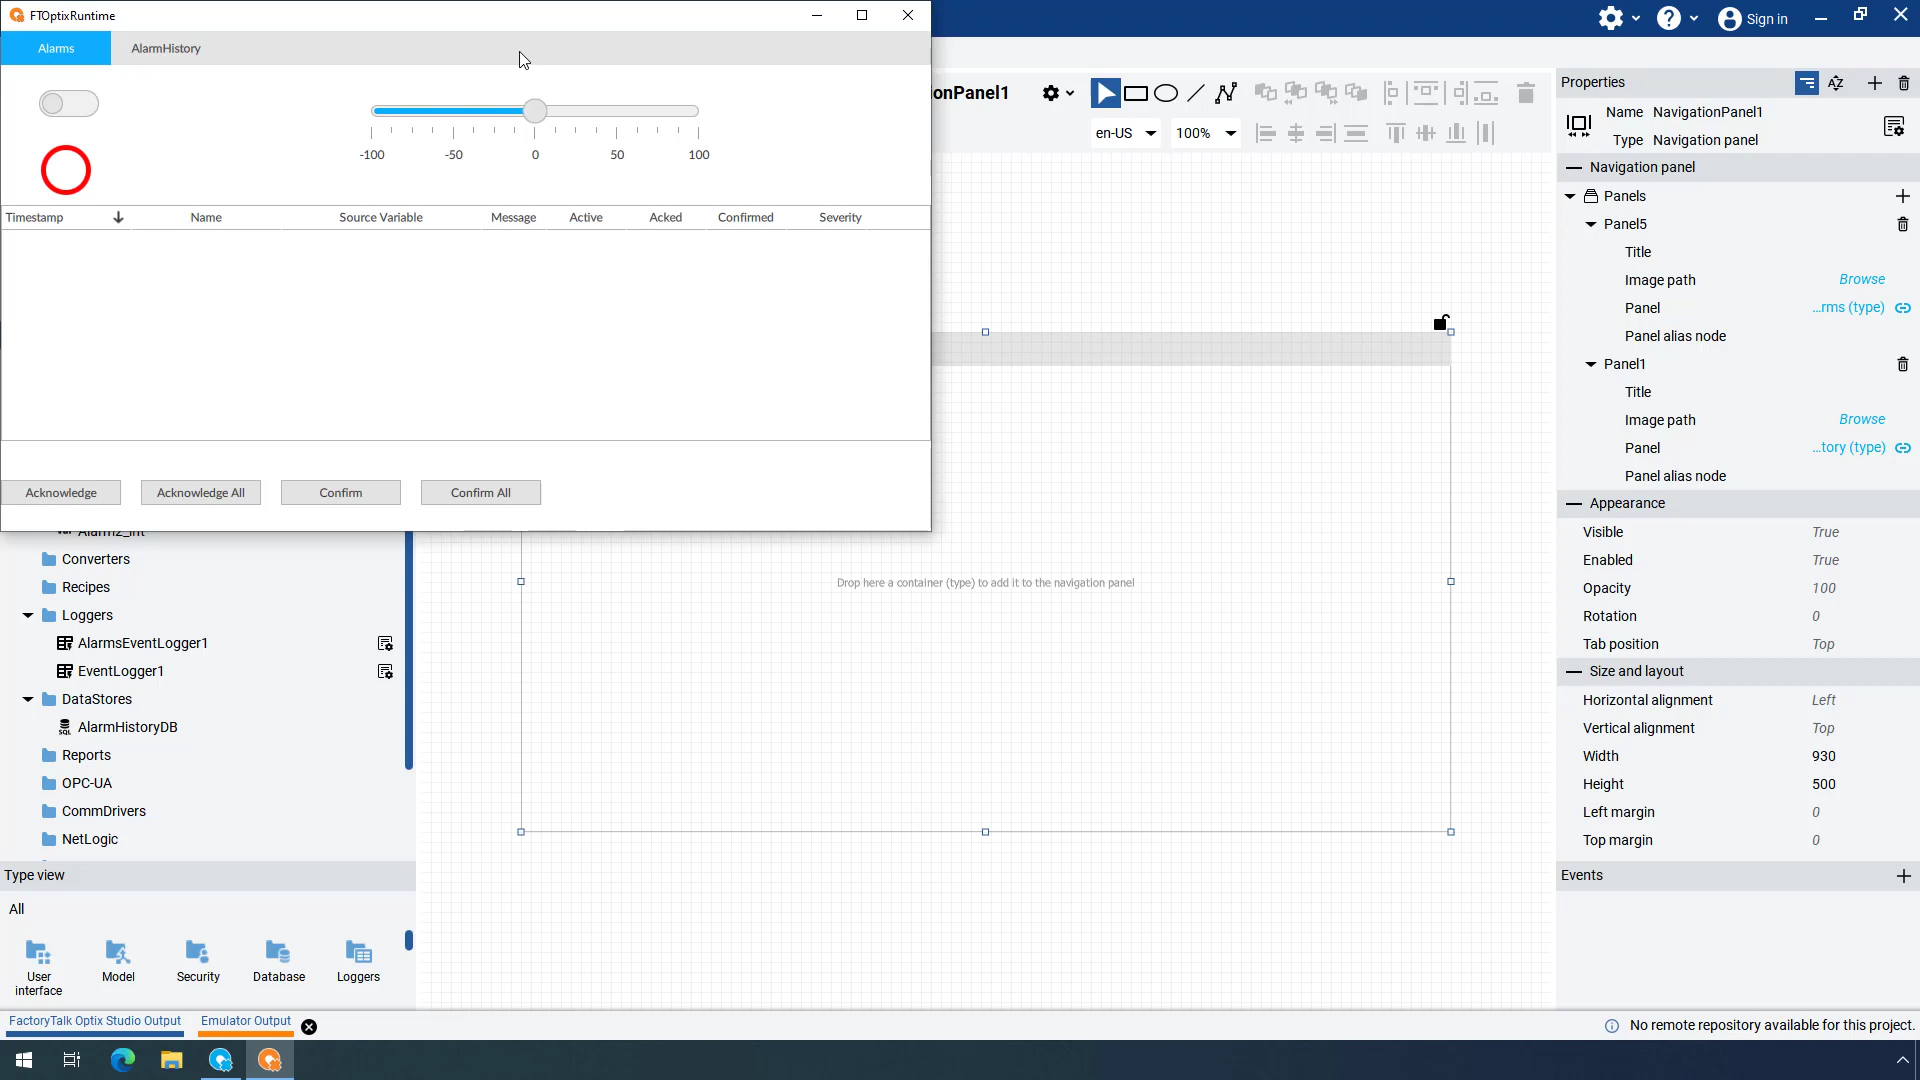 FTOptixRuntime
Sign in
Alarms
AlarmHistory
-100
-50
0
50
100
Timestamp
Name
Source Variable
Message
Active
Acked
Confirmed
Severity
Acknowledge
Acknowledge All
Confirm
Confirm All
onPanel1
en-US
100%
Drop here a container (type) to add it to the navigation panel
Converters
Recipes
Loggers
AlarmsEventLogger1
EventLogger1
DataStores
SQL
AlarmHistoryDB
Reports
OPC-UA
CommDrivers
NetLogic
Type view
All
User interface
Model
Security
Database
Loggers
Properties
Name NavigationPanel1
Type Navigation panel
Navigation panel
Panels
Panel5
Title
Image path Browse
Panel ...rms (type)
Panel alias node
Panel1
Title
Image path Browse
Panel ...tory (type)
Panel alias node
Appearance
Visible True
Enabled True
Opacity 100
Rotation 0
Tab position Top
Size and layout
Horizontal alignment Left
Vertical alignment Top
Width 930
Height 500
Left margin 0
Top margin 0
Events
FactoryTalk Optix Studio Output
Emulator Output
No remote repository available for this project.